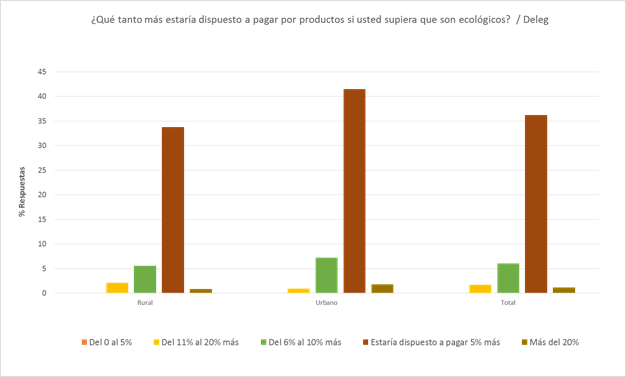 ¿Qué tanto más estaría dispuesto a pagar por productos si usted supiera que son ecológicos?  / Deleg
45
40
35
30
25
20
15
10
5
0
% Respuestas
Rural
Urbano
Total
Del 0 al 5%
Del 11% al 20% más
Del 6% al 10% más
Estaría dispuesto a pagar 5% más
Más del 20%